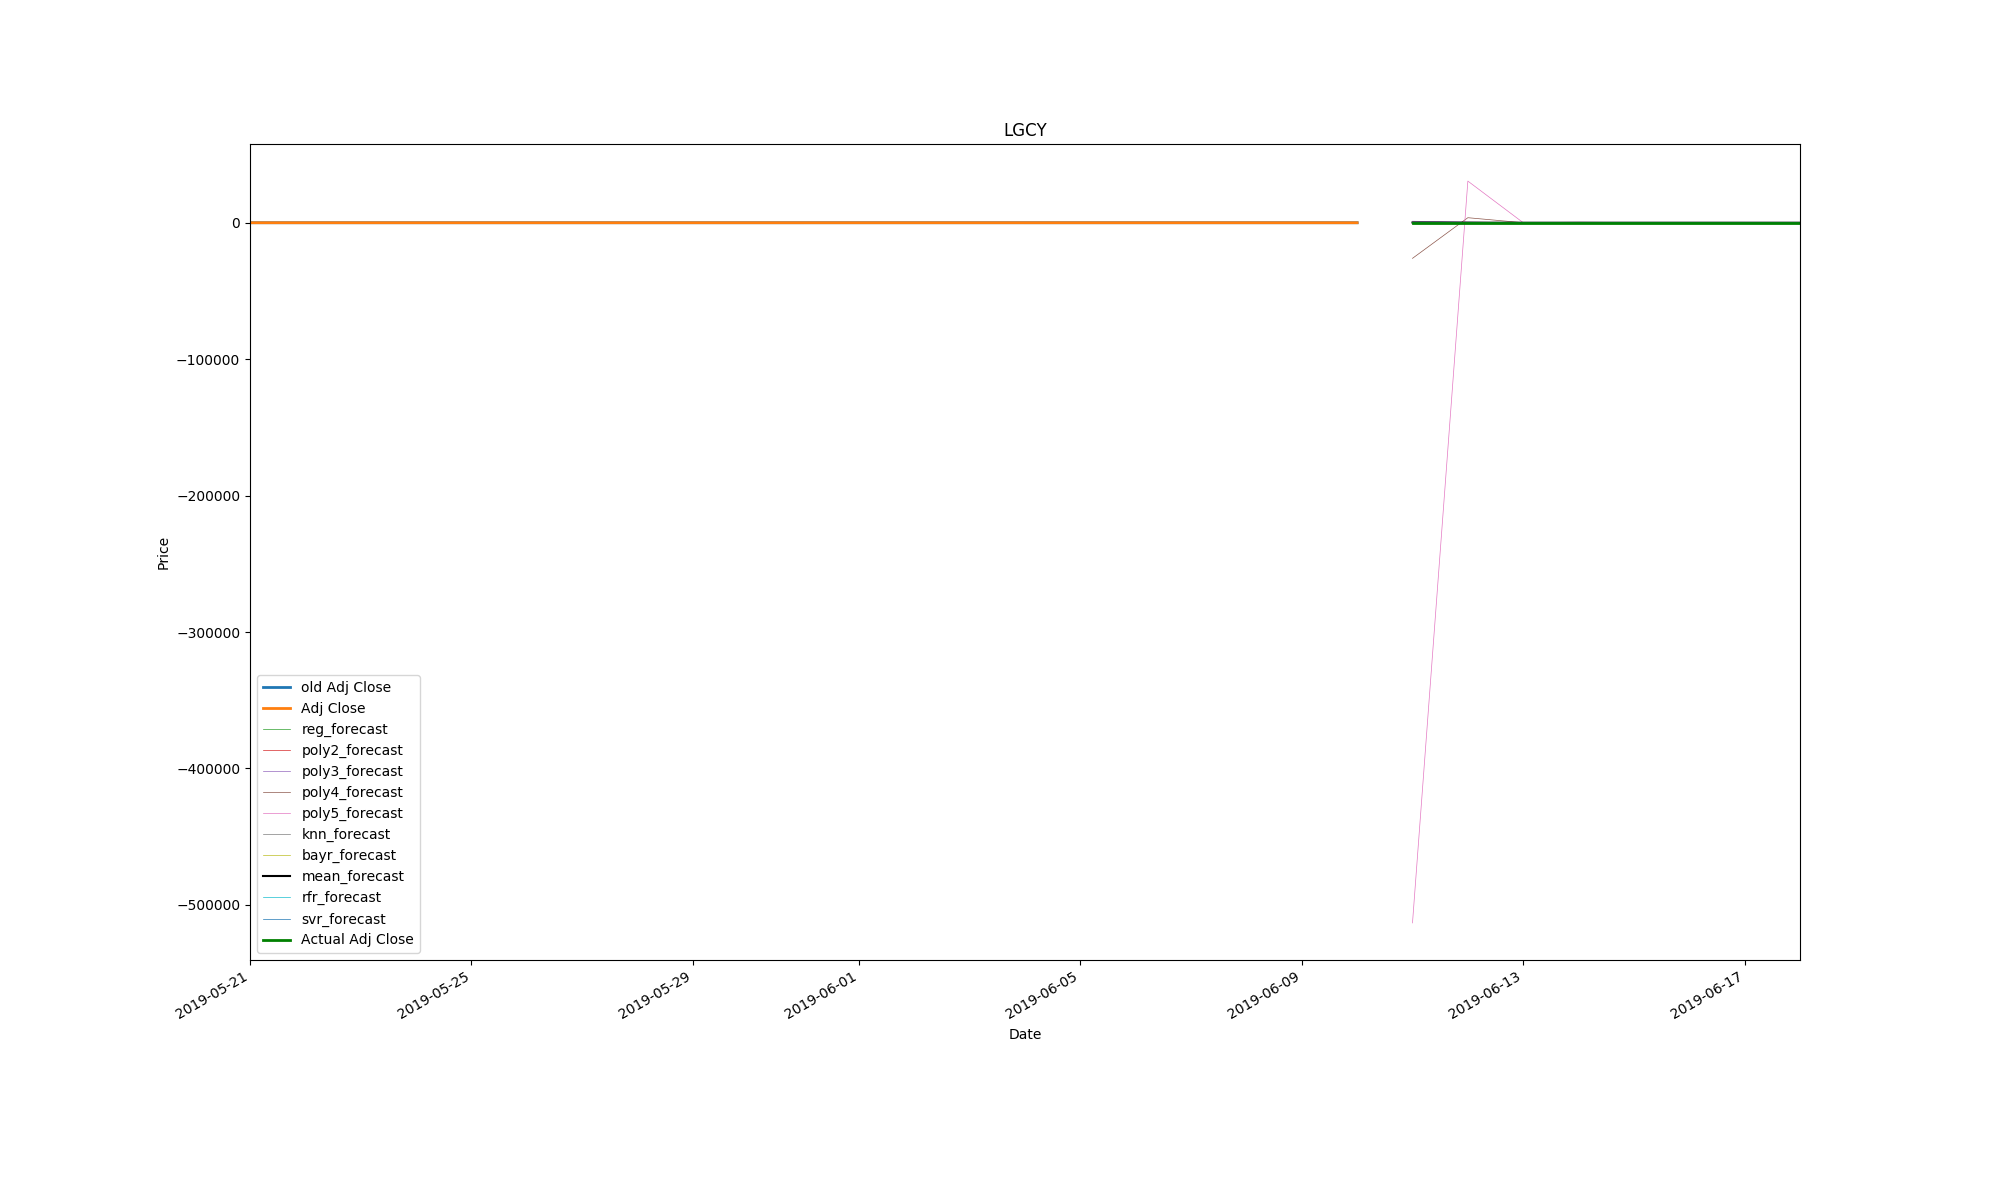 LGCY
0
−100000
−200000
−300000
−400000
−500000
Price
old Adj Close
Adj Close
reg_forecast
poly2_forecast
poly3_forecast
poly4_forecast
poly5_forecast
knn_forecast
bayr_forecast
mean_forecast
rfr_forecast
svr_forecast
Actual Adj Close
2019-05-21
2019-05-25
2019-05-29
2019-06-01
2019-06-05
2019-06-09
2019-06-13
2019-06-17
Date